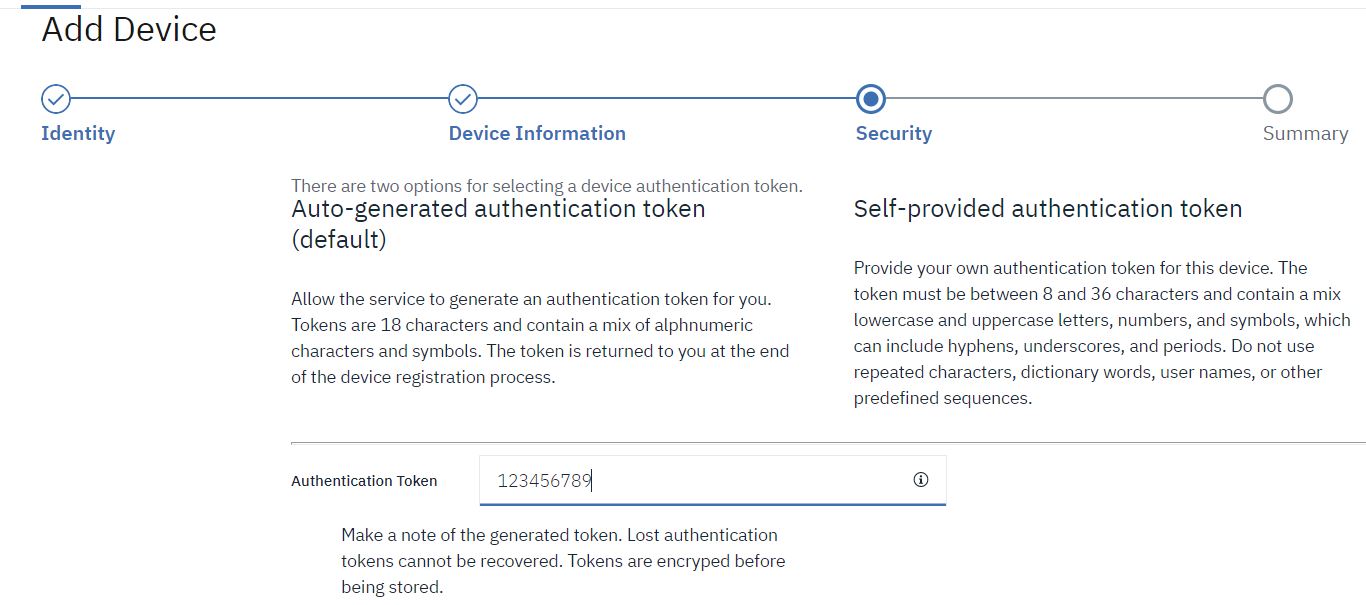 Add Device
Identity
Device Information
Security
Summary
There are two options for selecting a device authentication token.
Auto-generated authentication token
(default)
Allow the service to generate an authentication token for you.
Tokens are 18 characters and contain a mix of alphnumeric
characters and symbols. The token is returned to you at the end
of the device registration process.
Self-provided authentication token
Provide your own authentication token for this device. The
token must be between 8 and 36 characters and contain a mix
lowercase and uppercase letters, numbers, and symbols, which
can include hyphens, underscores, and periods. Do not use
repeated characters, dictionary words, user names, or other
predefined sequences.
Authentication Token
123456789
Make a note of the generated token. Lost authentication
tokens cannot be recovered. Tokens are encryped before
being stored.